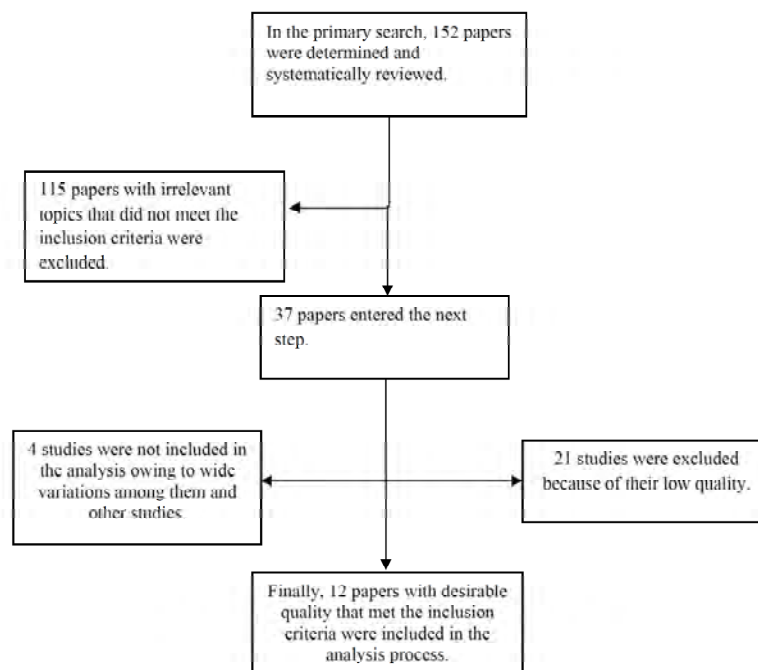 In the primary search, 152 papers
were determined and
systematically reviewed.
115 papers with irrelevant
topics that did not meet the
inclusion criteria were
excluded.
37 papers entered the next
step.
4 studies were not included in
the analysis owing to wide
variations among them and
other studies
21 studies were excluded
because of their low quality.
Finally, 12 papers with desirable
quality that met the inclusion
criteria were included in the
analysis process.